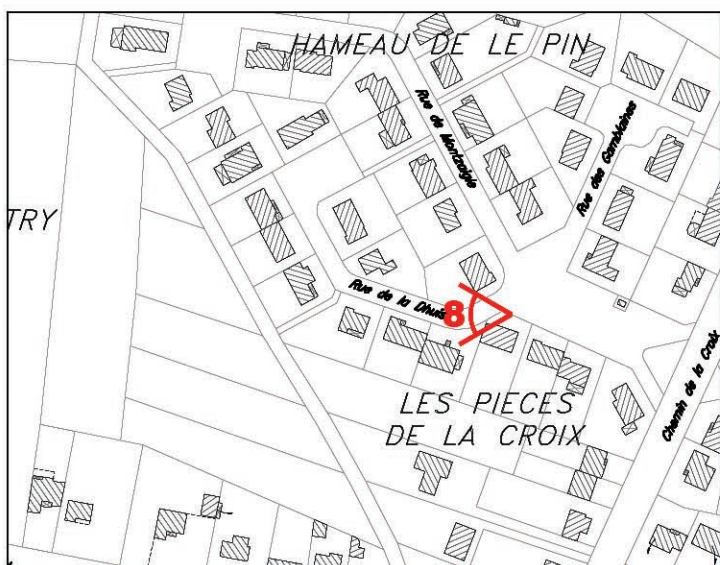 HAMEAU DE LE PIN
Rue de Montzaigle
Rue des Gamblaines
TRY
Rue de la Dhuis
8
Chemin de la Croix
LES PIECES
DE LA CROIX